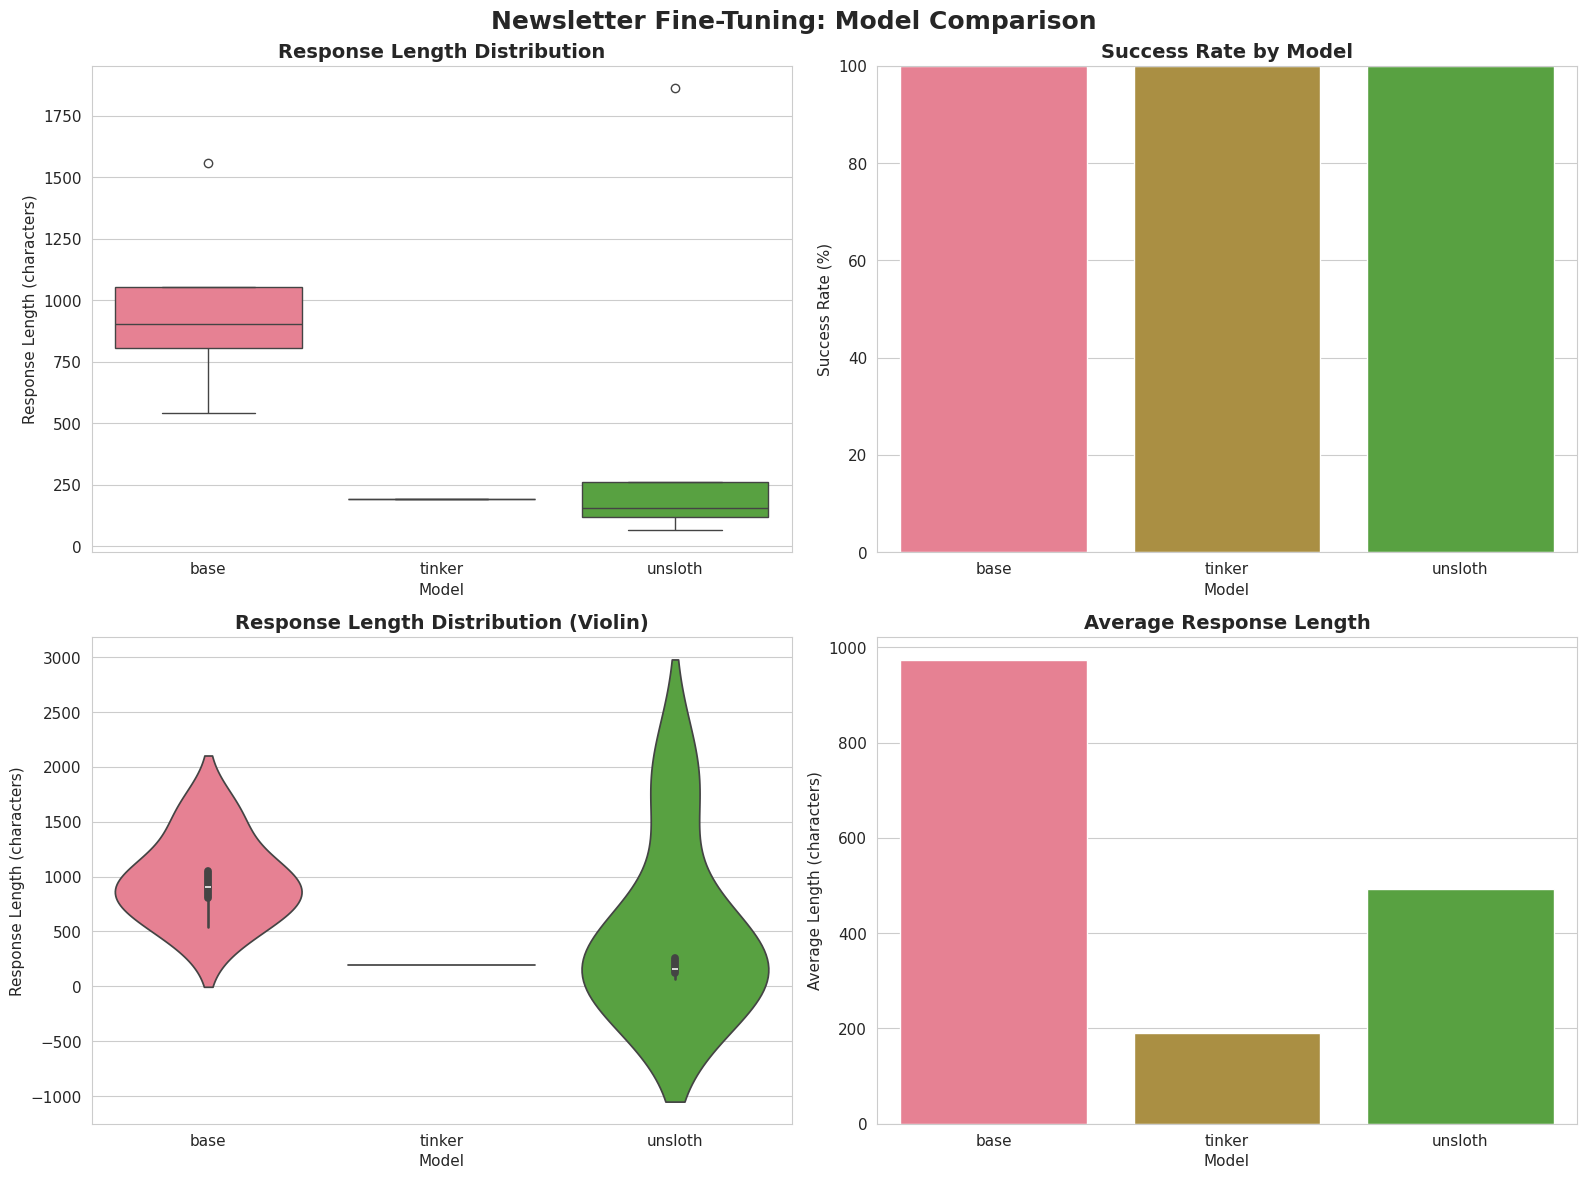 Newsletter Fine-Tuning: Model Comparison
Response Length Distribution
Response Length (characters)
1750
1500
1250
1000
750
500
250
0
base
tinker
unsloth
Model
Success Rate by Model
Success Rate (%)
100
80
60
40
20
0
base
tinker
unsloth
Model
Response Length Distribution (Violin)
Response Length (characters)
3000
2500
2000
1500
1000
500
0
−500
−1000
base
tinker
unsloth
Model
Average Response Length
Average Length (characters)
1000
800
600
400
200
0
base
tinker
unsloth
Model